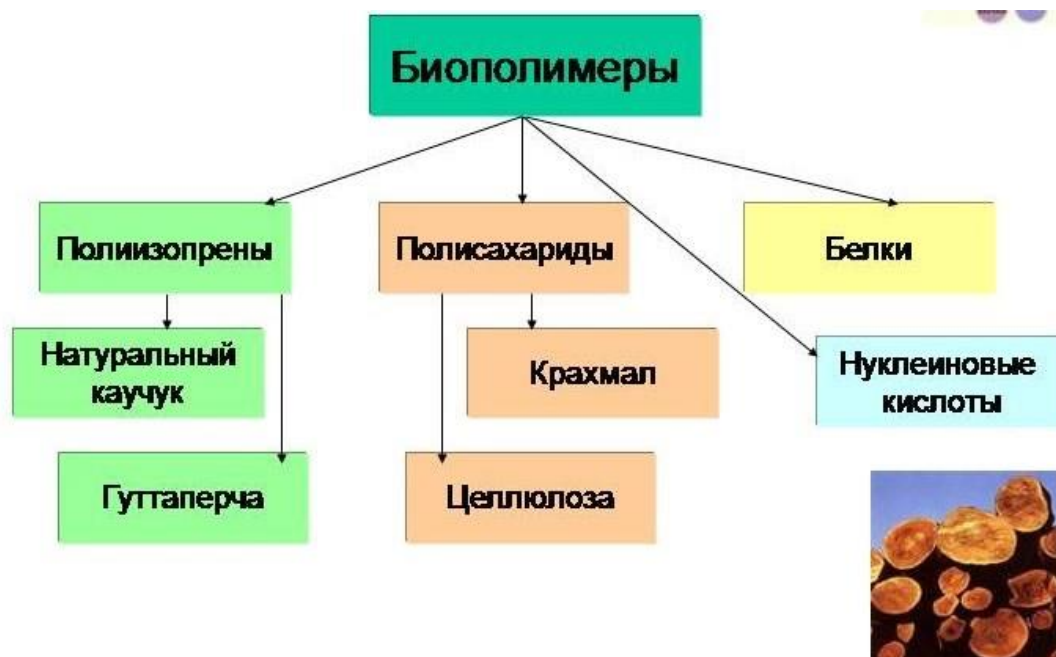 Биополимеры
Полиизопрены
Полисахариды
Белки
Натуральный
каучук
Крахмал
Нуклеиновые
кислоты
Гуттаперча
Целлюлоза